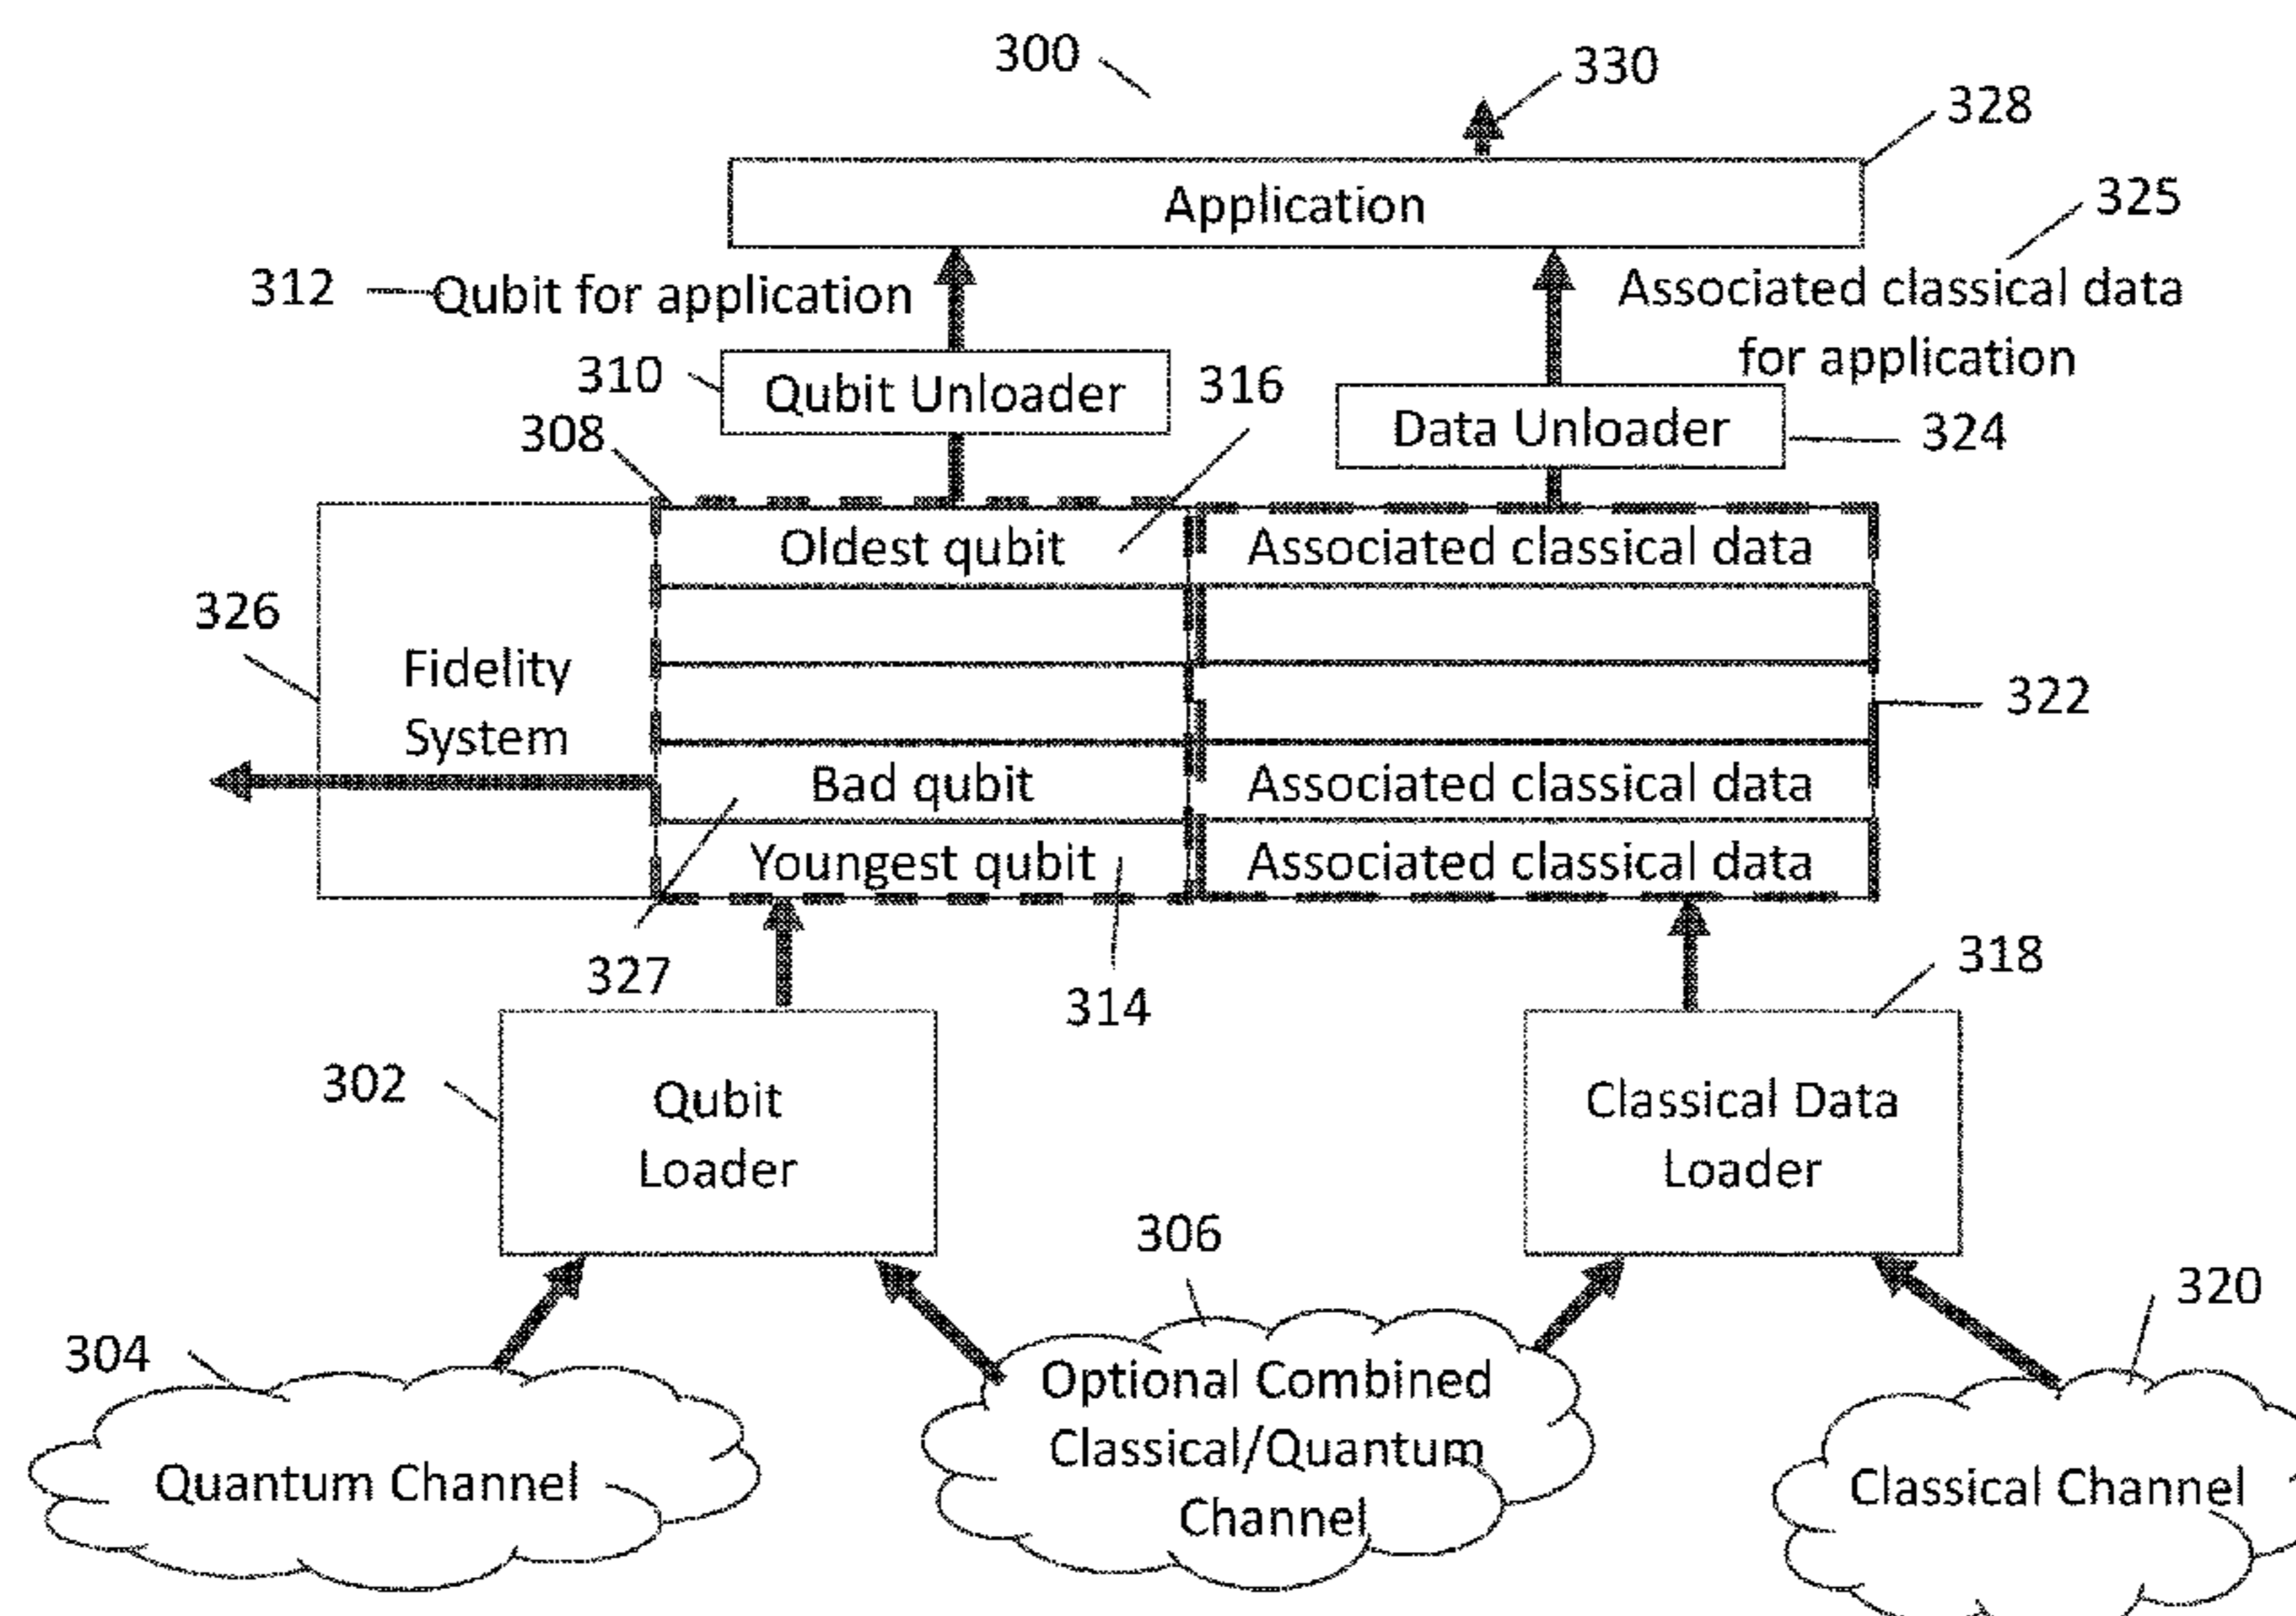 300
330
328
Application
325
312
Qubit for application
Associated classical data
for application
310
Qubit Unloader
316
308
Data Unloader
324
Oldest qubit
Associated classical data
326
Fidelity
System
322
Bad qubit
Associated classical data
Youngest qubit
Associated classical data
327
314
318
302
Qubit
Loader
Classical Data
Loader
306
320
304
Optional Combined
Classical/Quantum
Channel
Quantum Channel
Classical Channel